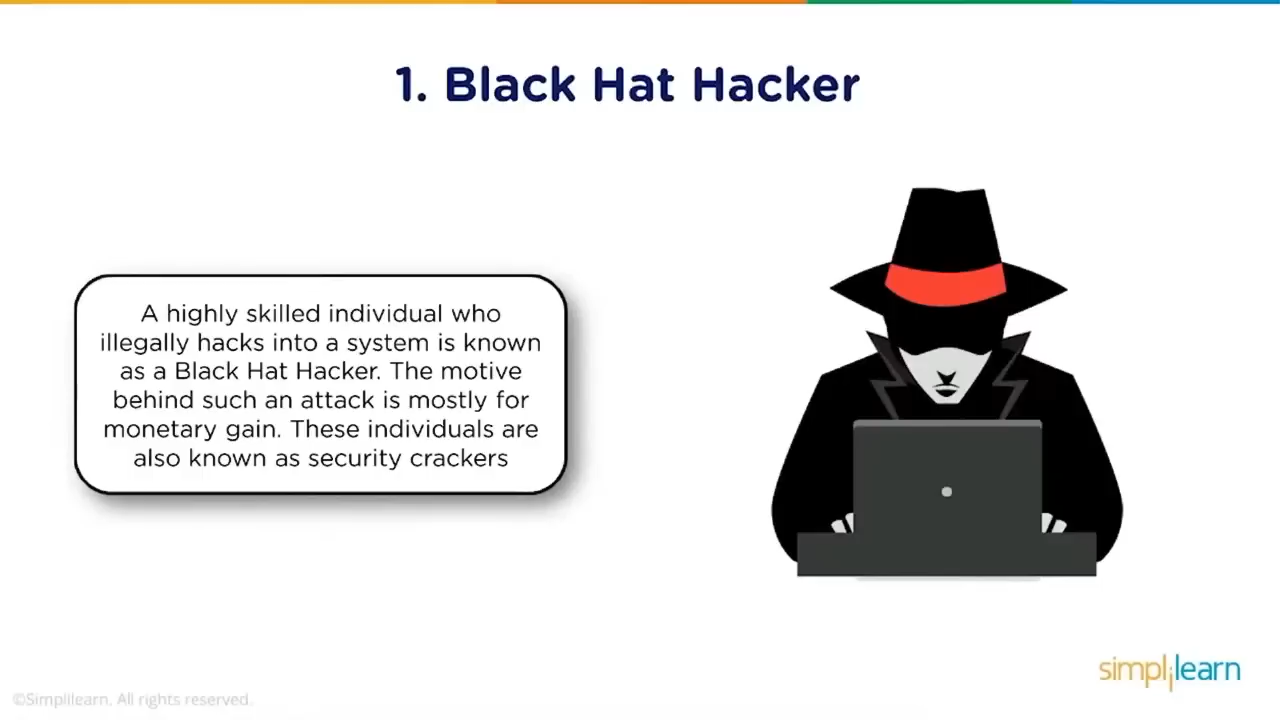 1. Black Hat Hacker
A highly skilled individual who
illegally hacks into a system is known
as a Black Hat Hacker. The motive
behind such an attack is mostly for
monetary gain. These individuals are
also known as security crackers
simplilearn
©Simplilearn. All rights reserved.